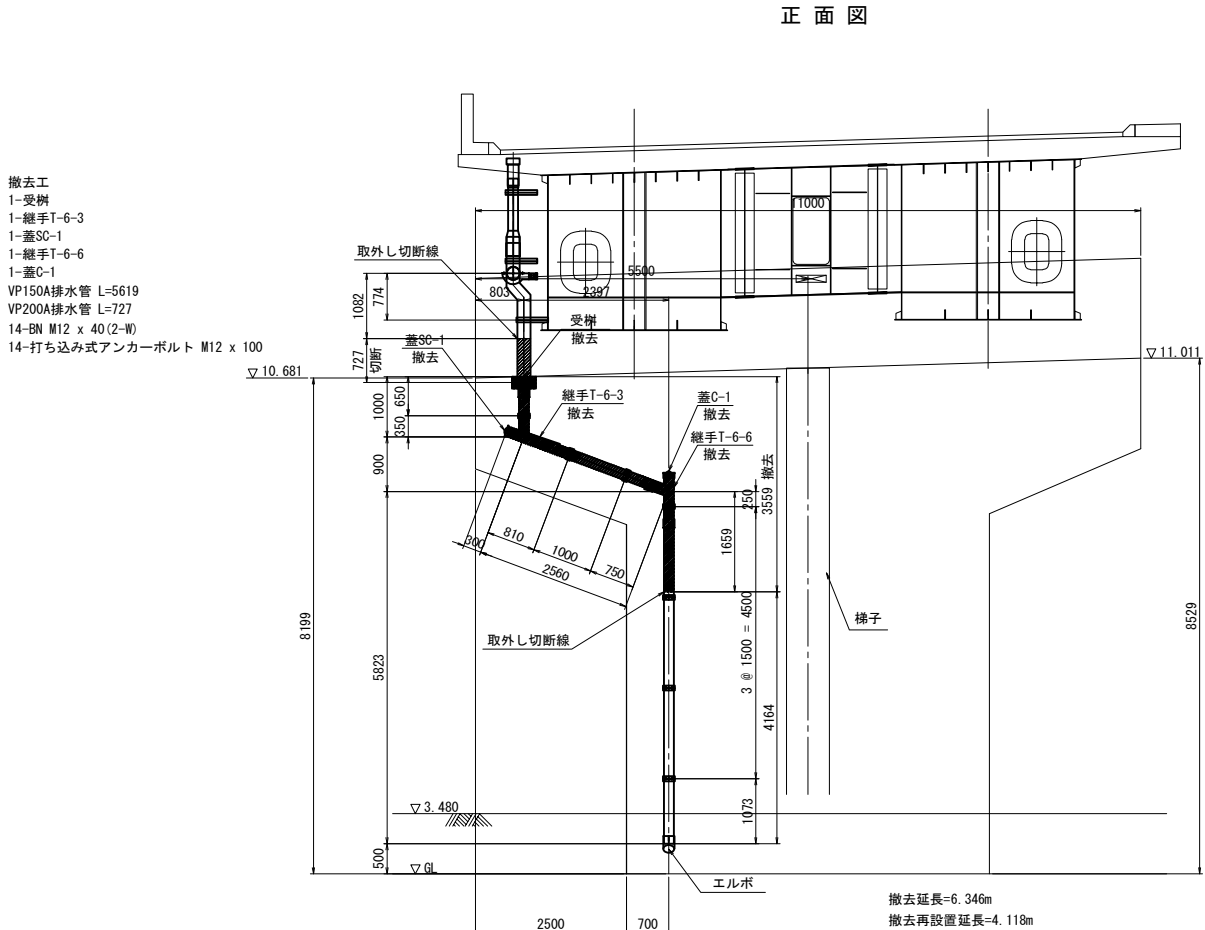 正面図
撤去工
1-受桝
1-継手T-6-3
1-蓋SC-1
1-継手T-6-6
1-蓋C-1
VP150A排水管 L=5619
VP200A排水管 L=727
14-BN M12 x 40(2-W)
14-打ち込み式アンカーボルト M12 x 100
11000
取外し切断線
5500
803
2397
1082
774
受桝
撤去
蓋SC-1
撤去
727
切断
▽10.681
▽11.011
1000
650
350
継手T-6-3
撤去
蓋C-1
撤去
継手T-6-6
撤去
900
250
3559 撤去
1659
300
810
1000
750
2560
取外し切断線
梯子
8199
5823
3 @ 1500 = 4500
4164
8529
▽3.480
1073
500
▽GL
エルボ
撤去延長=6.346m
撤去再設置延長=4.118m
2500
700